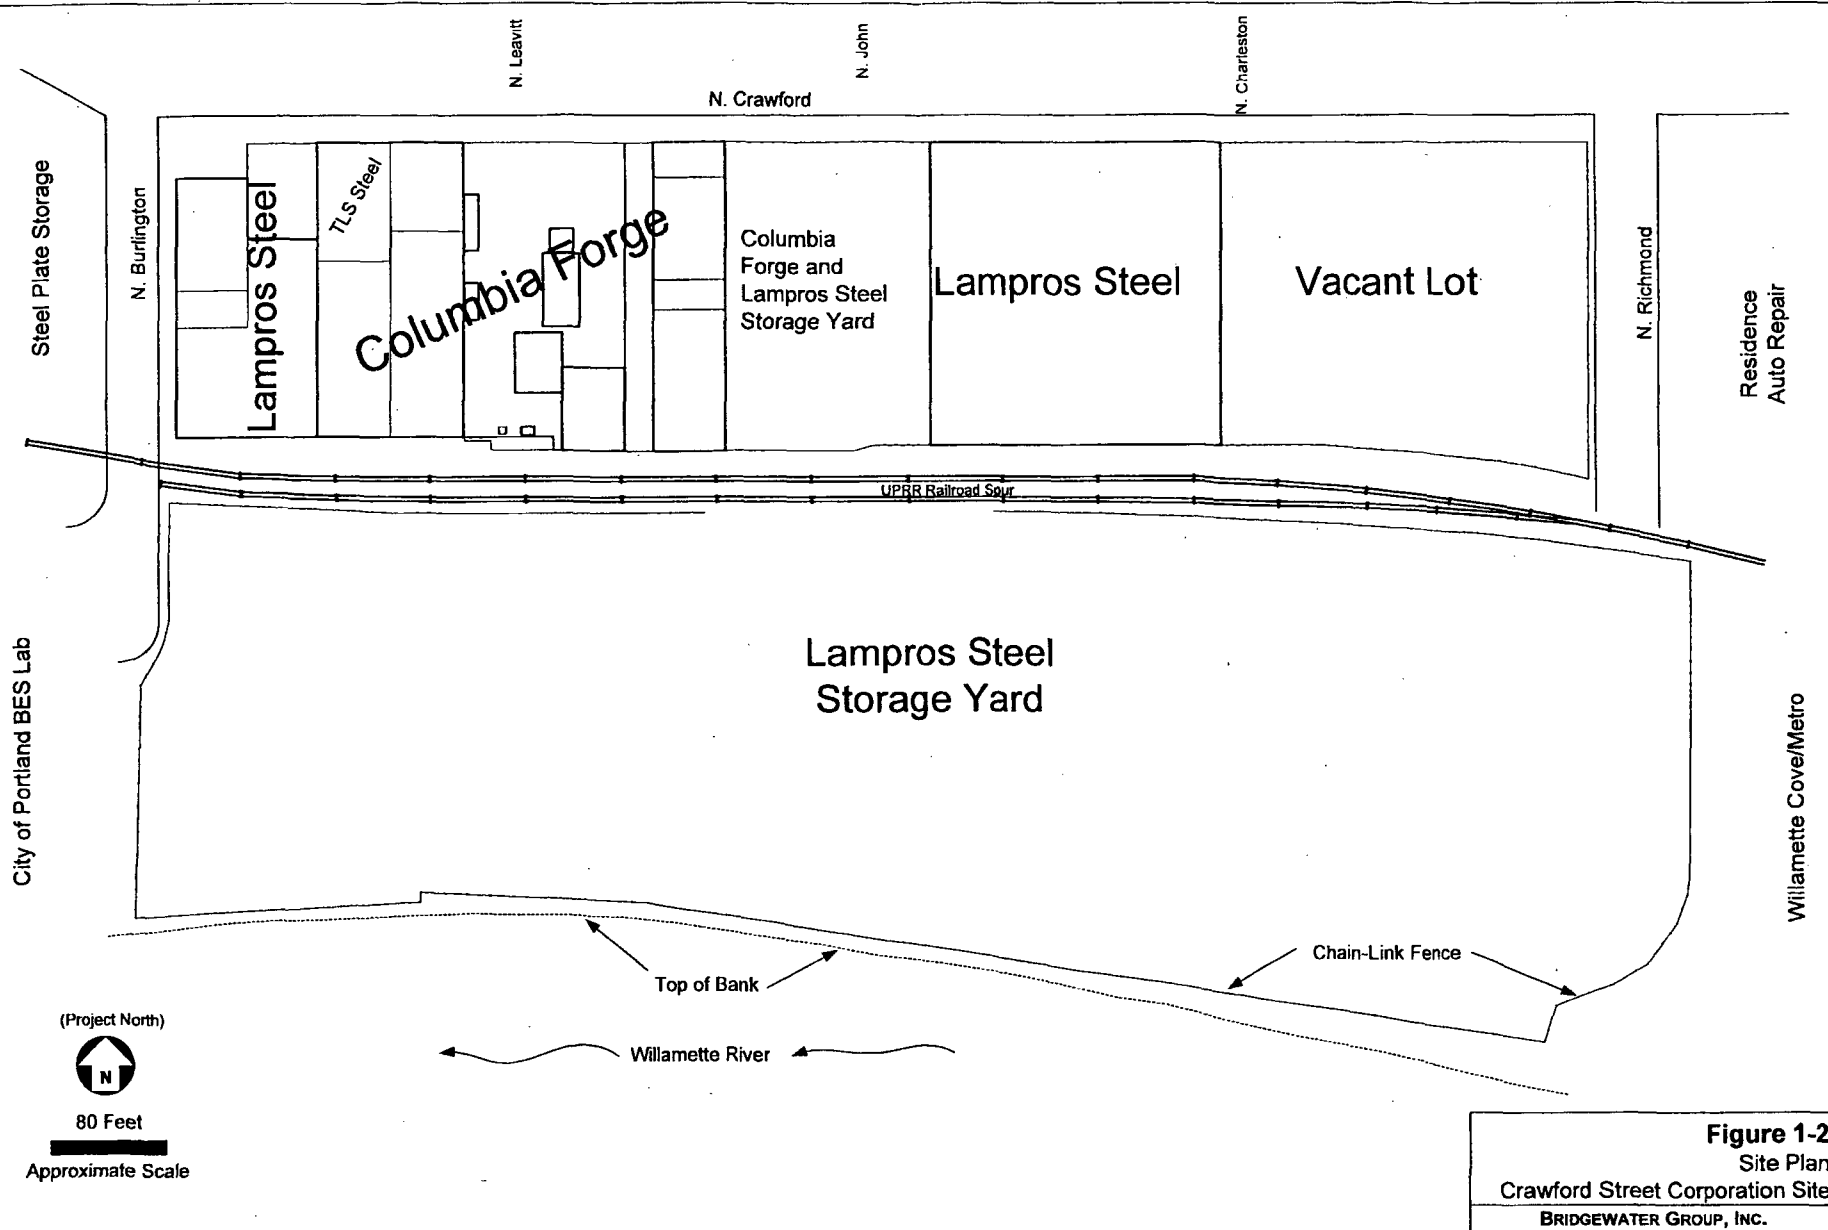 N. Leavitt
N. John
N. Charleston
N. Crawford
Steel Plate Storage
N. Burlington
Lampros Steel
TLS Steel
Columbia Forge
Columbia
Forge and
Lampros Steel
Storage Yard
Lampros Steel
Vacant Lot
N. Richmond
Residence
Auto Repair
UPRR Railroad Spur
Lampros Steel
Storage Yard
City of Portland BES Lab
Willamette Cove/Metro
Chain-Link Fence
Top of Bank
Willamette River
(Project North)
N
80 Feet
Approximate Scale
Figure 1-2
Site Plan
Crawford Street Corporation Site
BRIDGEWATER GROUP, INC.